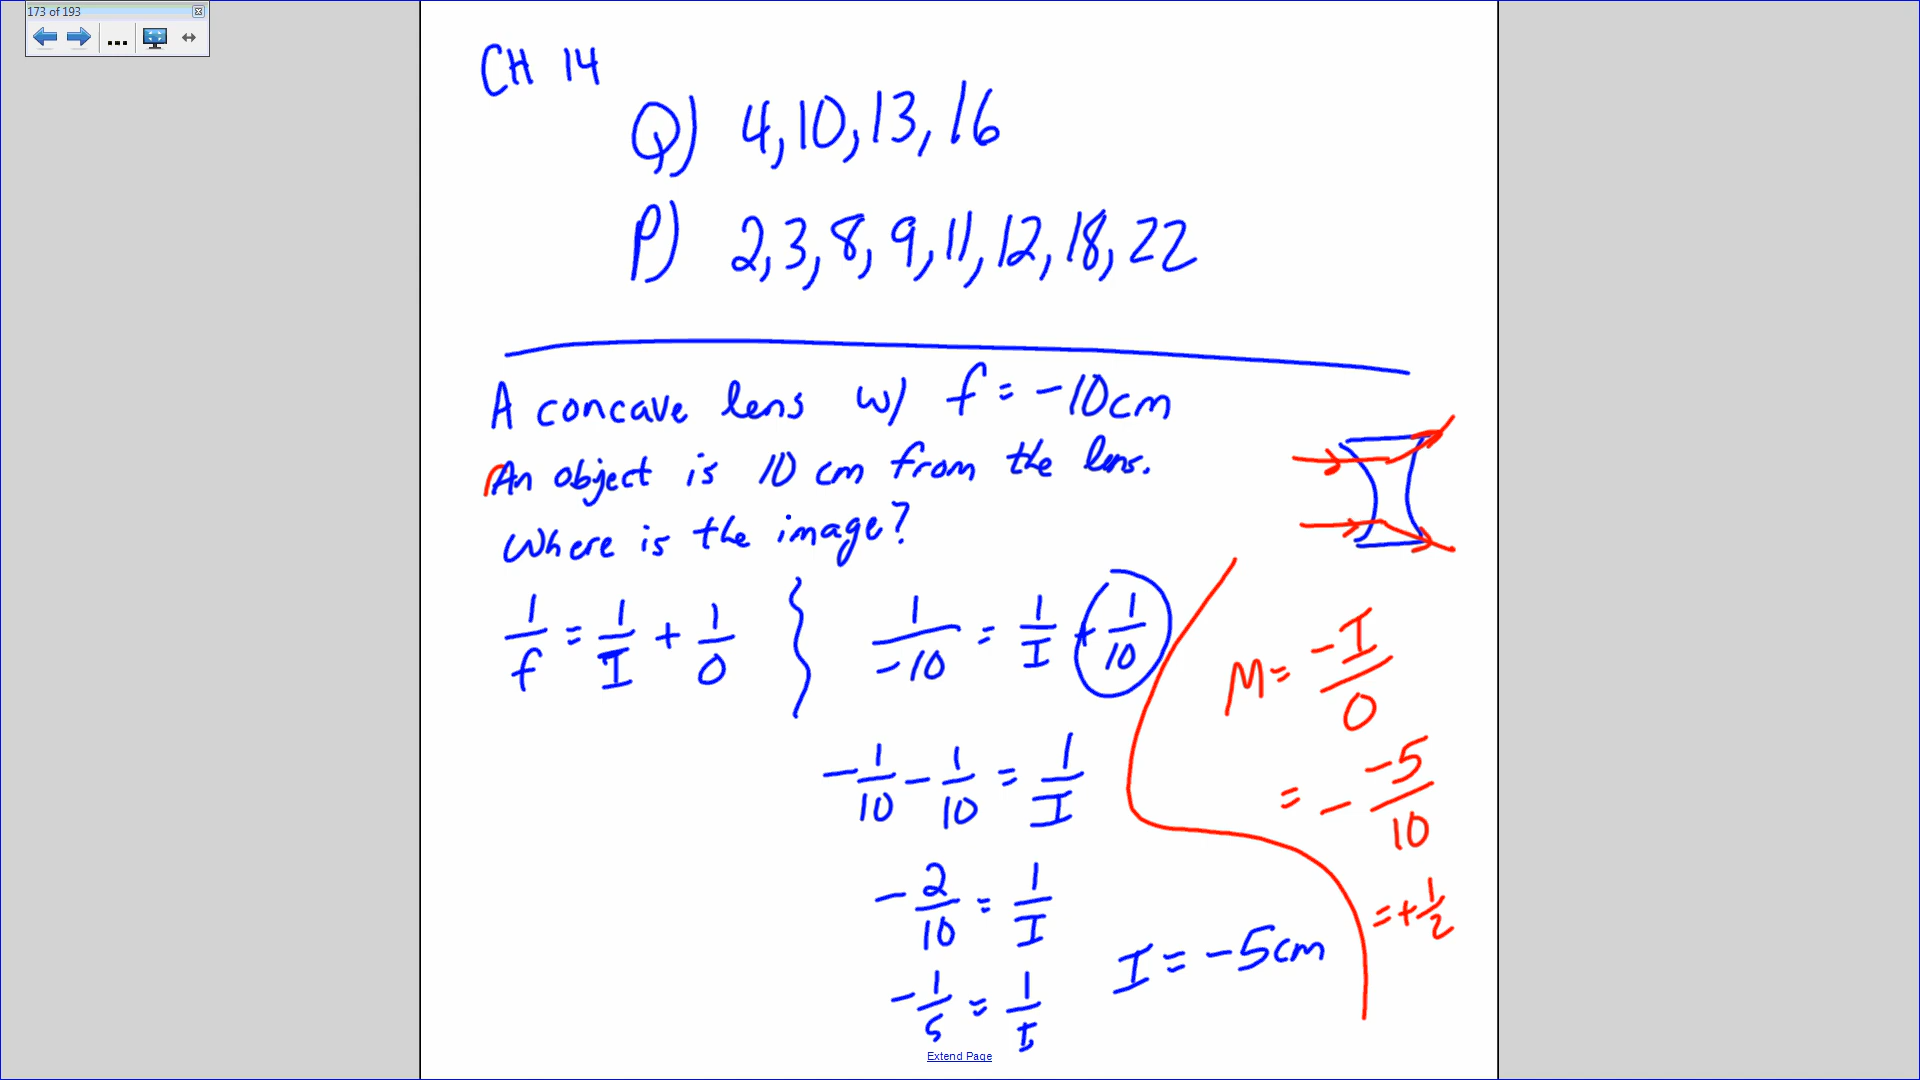 173 of 193
CH 14
Q) 4, 10, 13, 16
P) 2, 3, 8, 9, 11, 12, 18, 22
A concave lens w/ f = -10cm
An object is 10 cm from the lens.
Where is the image?
1/f = 1/I + 1/O } 1/-10 = 1/I + 1/10
-1/10 - 1/10 = 1/I
-2/10 = 1/I
-1/5 = 1/I
I = -5cm
M = -I/O
= - -5/10
= + 1/2
Extend Page